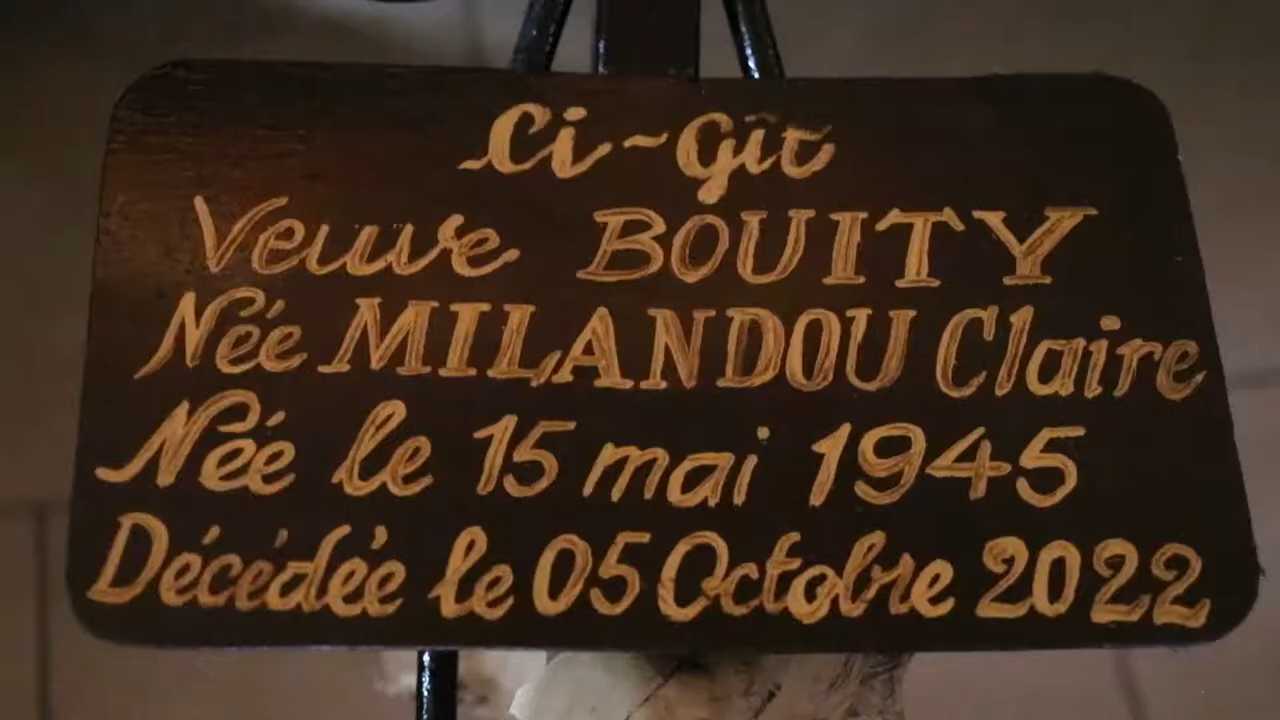 Ci-Gît
Veuve BOUITY
Née MILANDOU Claire
Née le 15 mai 1945
Décédée le 05 Octobre 2022